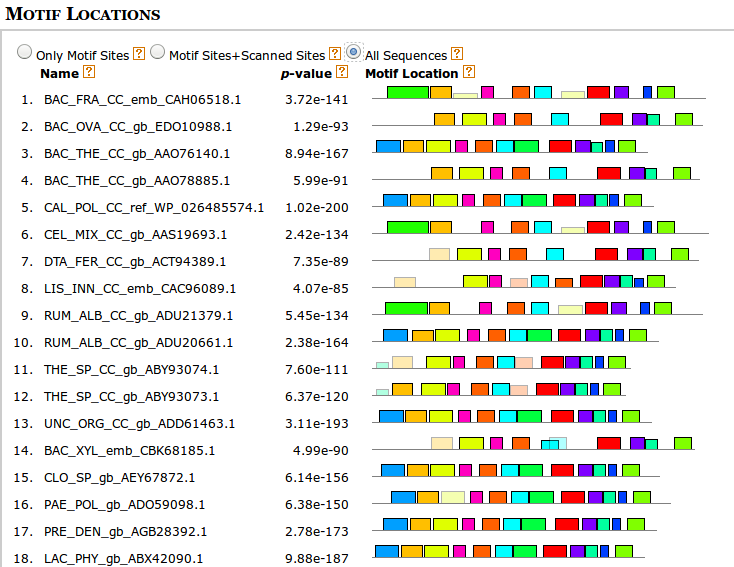 MOTIF LOCATIONS
Only Motif Sites ? Motif Sites+Scanned Sites ? All Sequences ?
Name ? p-value ? Motif Location ?
1. BAC_FRA_CC_emb_CAH06518.1 3.72e-141
2. BAC_OVA_CC_gb_EDO10988.1 1.29e-93
3. BAC_THE_CC_gb_AAO76140.1 8.94e-167
4. BAC_THE_CC_gb_AAO78885.1 5.99e-91
5. CAL_POL_CC_ref_WP_026485574.1 1.02e-200
6. CEL_MIX_CC_gb_AAS19693.1 2.42e-134
7. DTA_FER_CC_gb_ACT94389.1 7.35e-89
8. LIS_INN_CC_emb_CAC96089.1 4.07e-85
9. RUM_ALB_CC_gb_ADU21379.1 5.45e-134
10. RUM_ALB_CC_gb_ADU20661.1 2.38e-164
11. THE_SP_CC_gb_ABY93074.1 7.60e-111
12. THE_SP_CC_gb_ABY93073.1 6.37e-120
13. UNC_ORG_CC_gb_ADD61463.1 3.11e-193
14. BAC_XYL_emb_CBK68185.1 4.99e-90
15. CLO_SP_gb_AEY67872.1 6.14e-156
16. PAE_POL_gb_ADO59098.1 6.38e-150
17. PRE_DEN_gb_AGB28392.1 2.78e-173
18. LAC_PHY_gb_ABX42090.1 9.88e-187